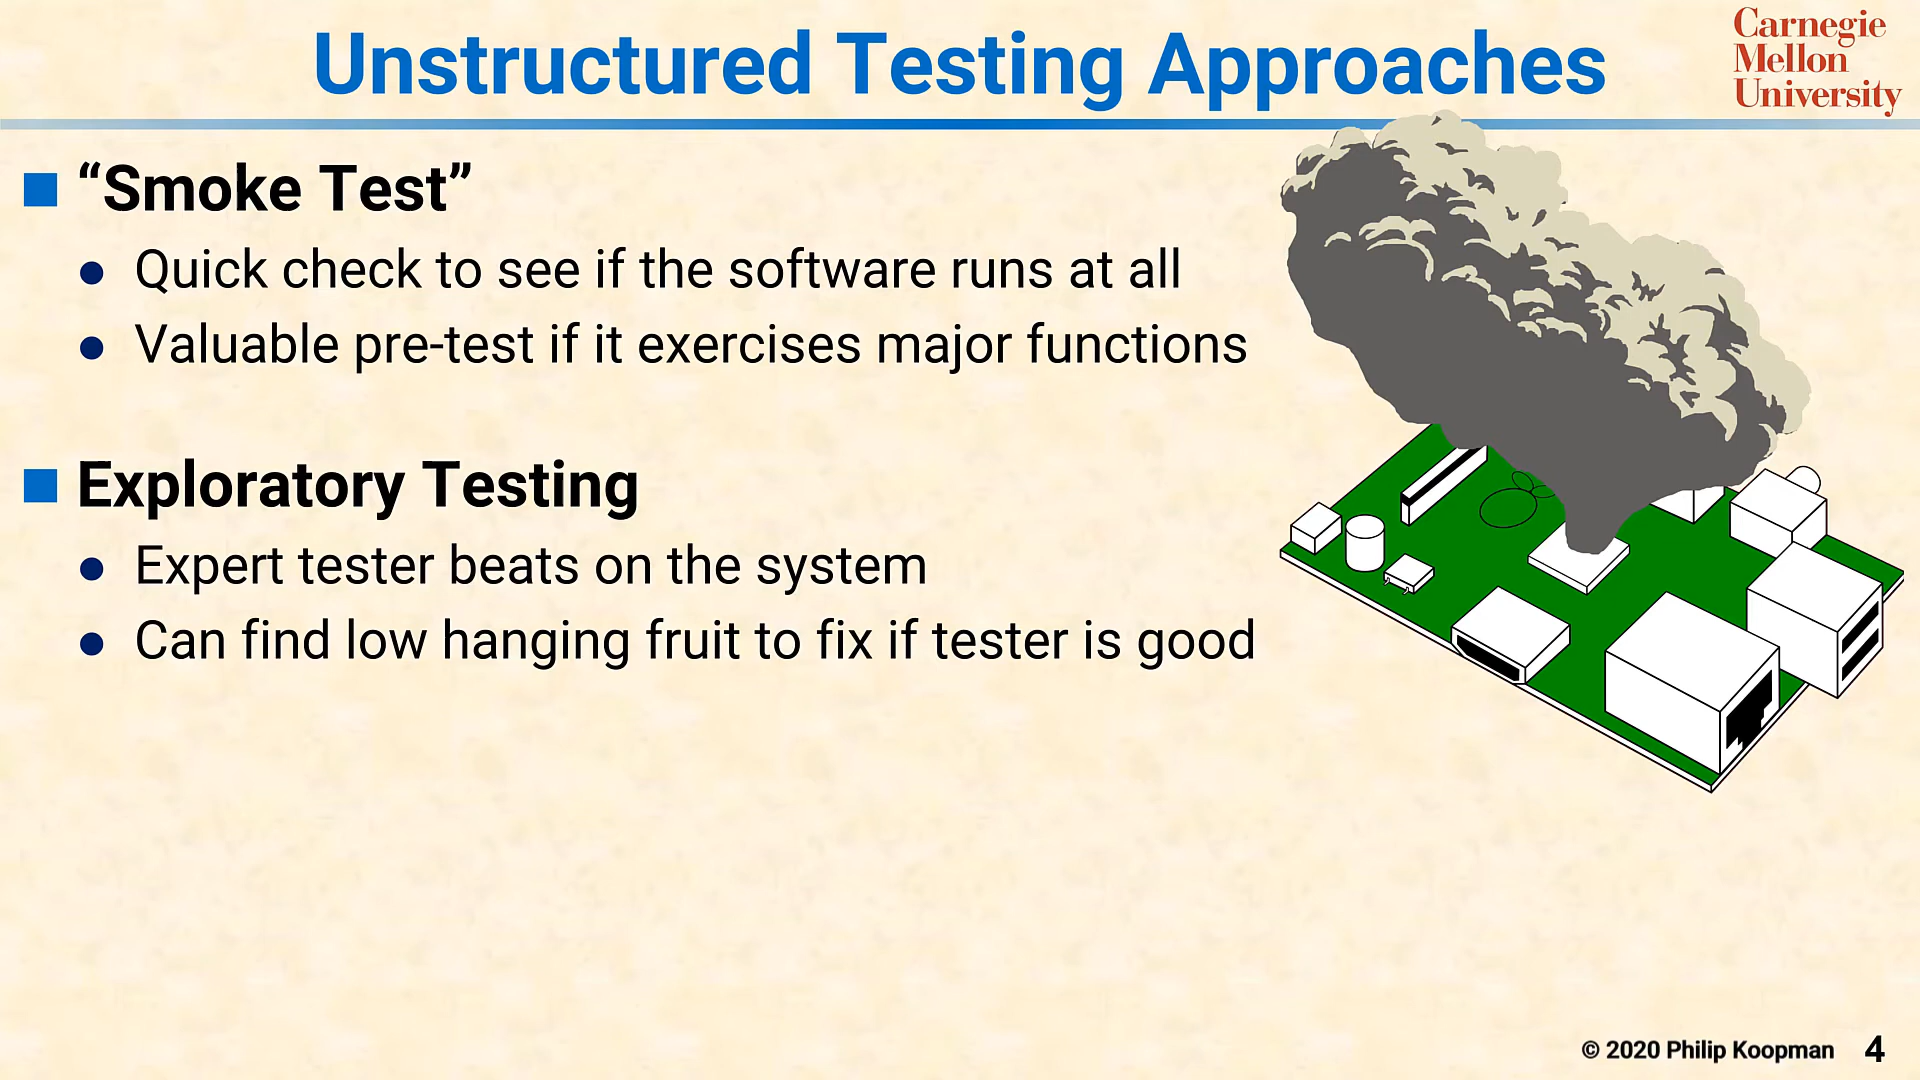 Unstructured Testing Approaches
Carnegie
Mellon
University
“Smoke Test”
Quick check to see if the software runs at all
Valuable pre-test if it exercises major functions
Exploratory Testing
Expert tester beats on the system
Can find low hanging fruit to fix if tester is good
© 2020 Philip Koopman 4